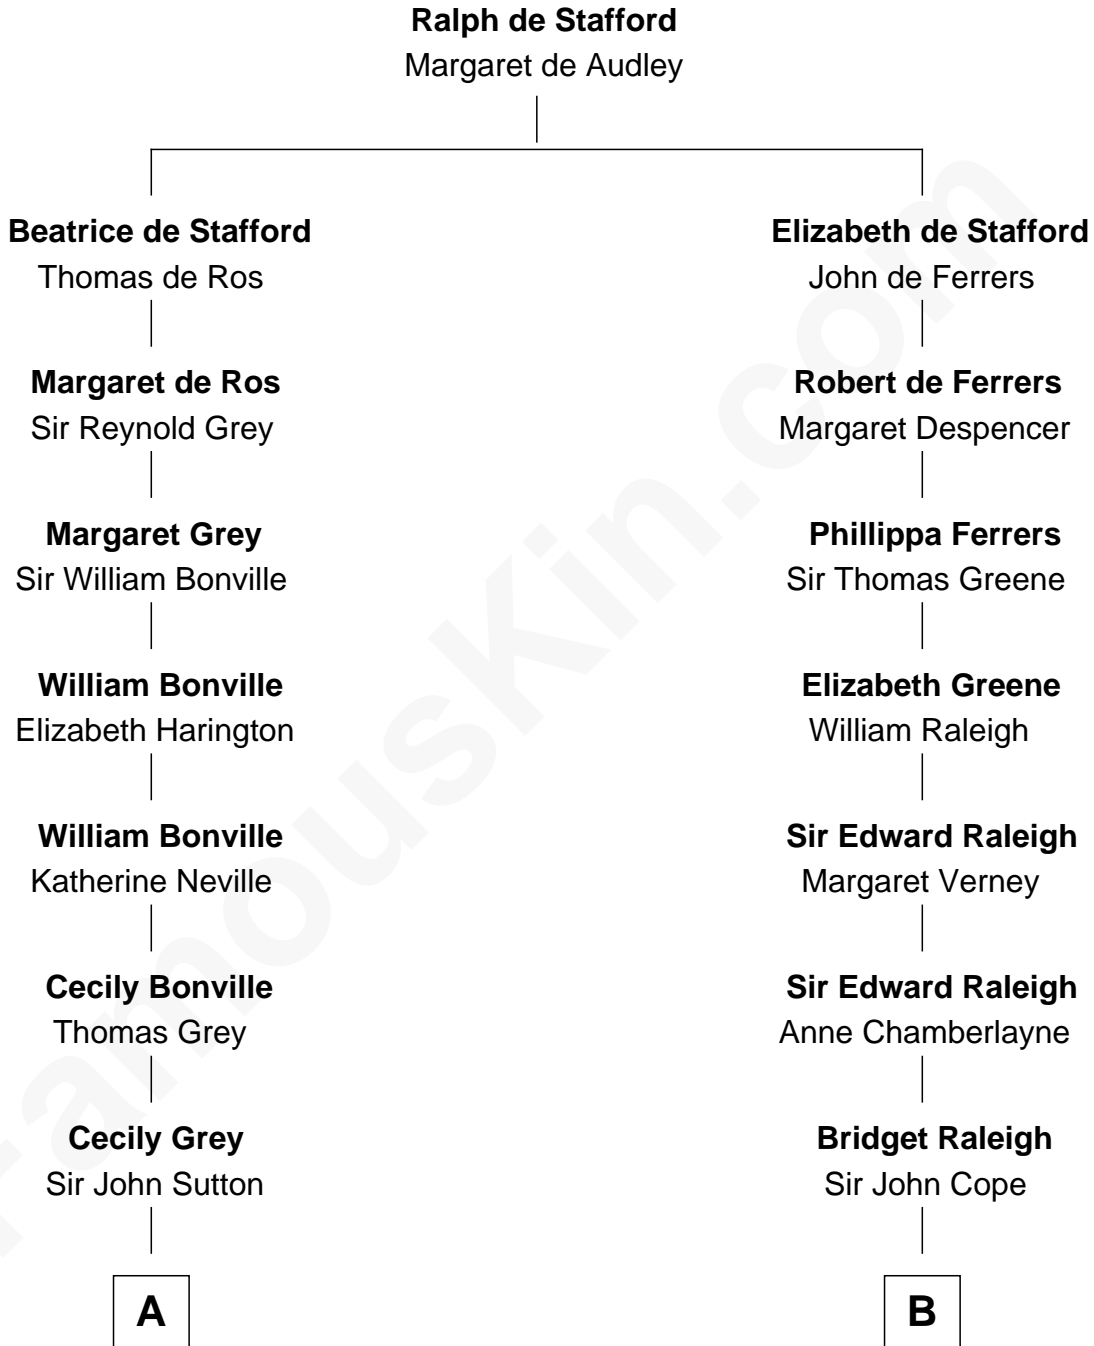 Ralph de Stafford
Margaret de Audley
Beatrice de Stafford
Thomas de Ros
Margaret de Ros
Sir Reynold Grey
Margaret Grey
Sir William Bonville
William Bonville
Elizabeth Harington
William Bonville
Katherine Neville
Cecily Bonville
Thomas Grey
Cecily Grey
Sir John Sutton
A
Elizabeth de Stafford
John de Ferrers
Robert de Ferrers
Margaret Despencer
Phillippa Ferrers
Sir Thomas Greene
Elizabeth Greene
William Raleigh
Sir Edward Raleigh
Margaret Verney
Sir Edward Raleigh
Anne Chamberlayne
Bridget Raleigh
Sir John Cope
B
FamousKin.com